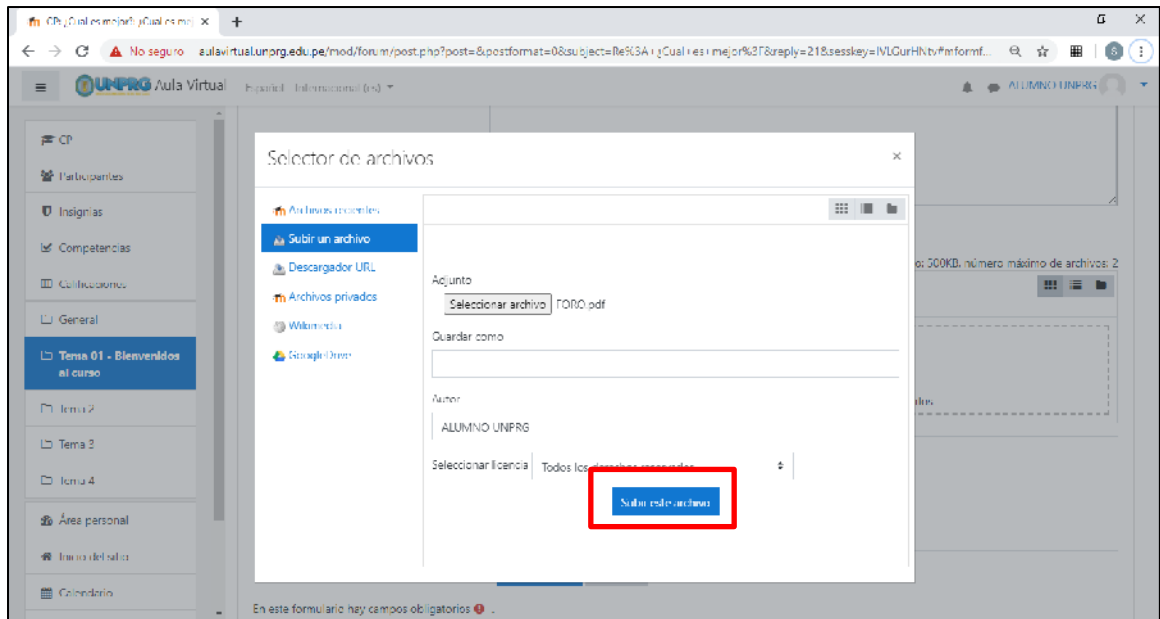 CP: ¿Cual es mejor?: ¿Cual es mej
No seguro
aulavirtual.unprg.edu.pe/mod/forum/post.php?post=&postformat=0&subject=Re%3A+¿Cual+es+mejor%3F&reply=21&sesskey=IVLGurHNtv#mformf...
S
UNPRG Aula Virtual
Español - Internacional (es)
ALUMNO UNPRG
CP
Participantes
Insignias
Competencias
Calificaciones
General
Tema 01 - Bienvenidos
al curso
Tema 2
Tema 3
Tema 4
Área personal
Inicio del sitio
Calendario
Selector de archivos
Archivos recientes
Subir un archivo
Descargador URL
Archivos privados
Wikimedia
GoogleDrive
Adjunto
Seleccionar archivo FORO.pdf
Guardar como
Autor
ALUMNO UNPRG
Seleccionar licencia Todos los derechos reservados
Subir este archivo
o: 500KB, número máximo de archivos: 2
En este formulario hay campos obligatorios .